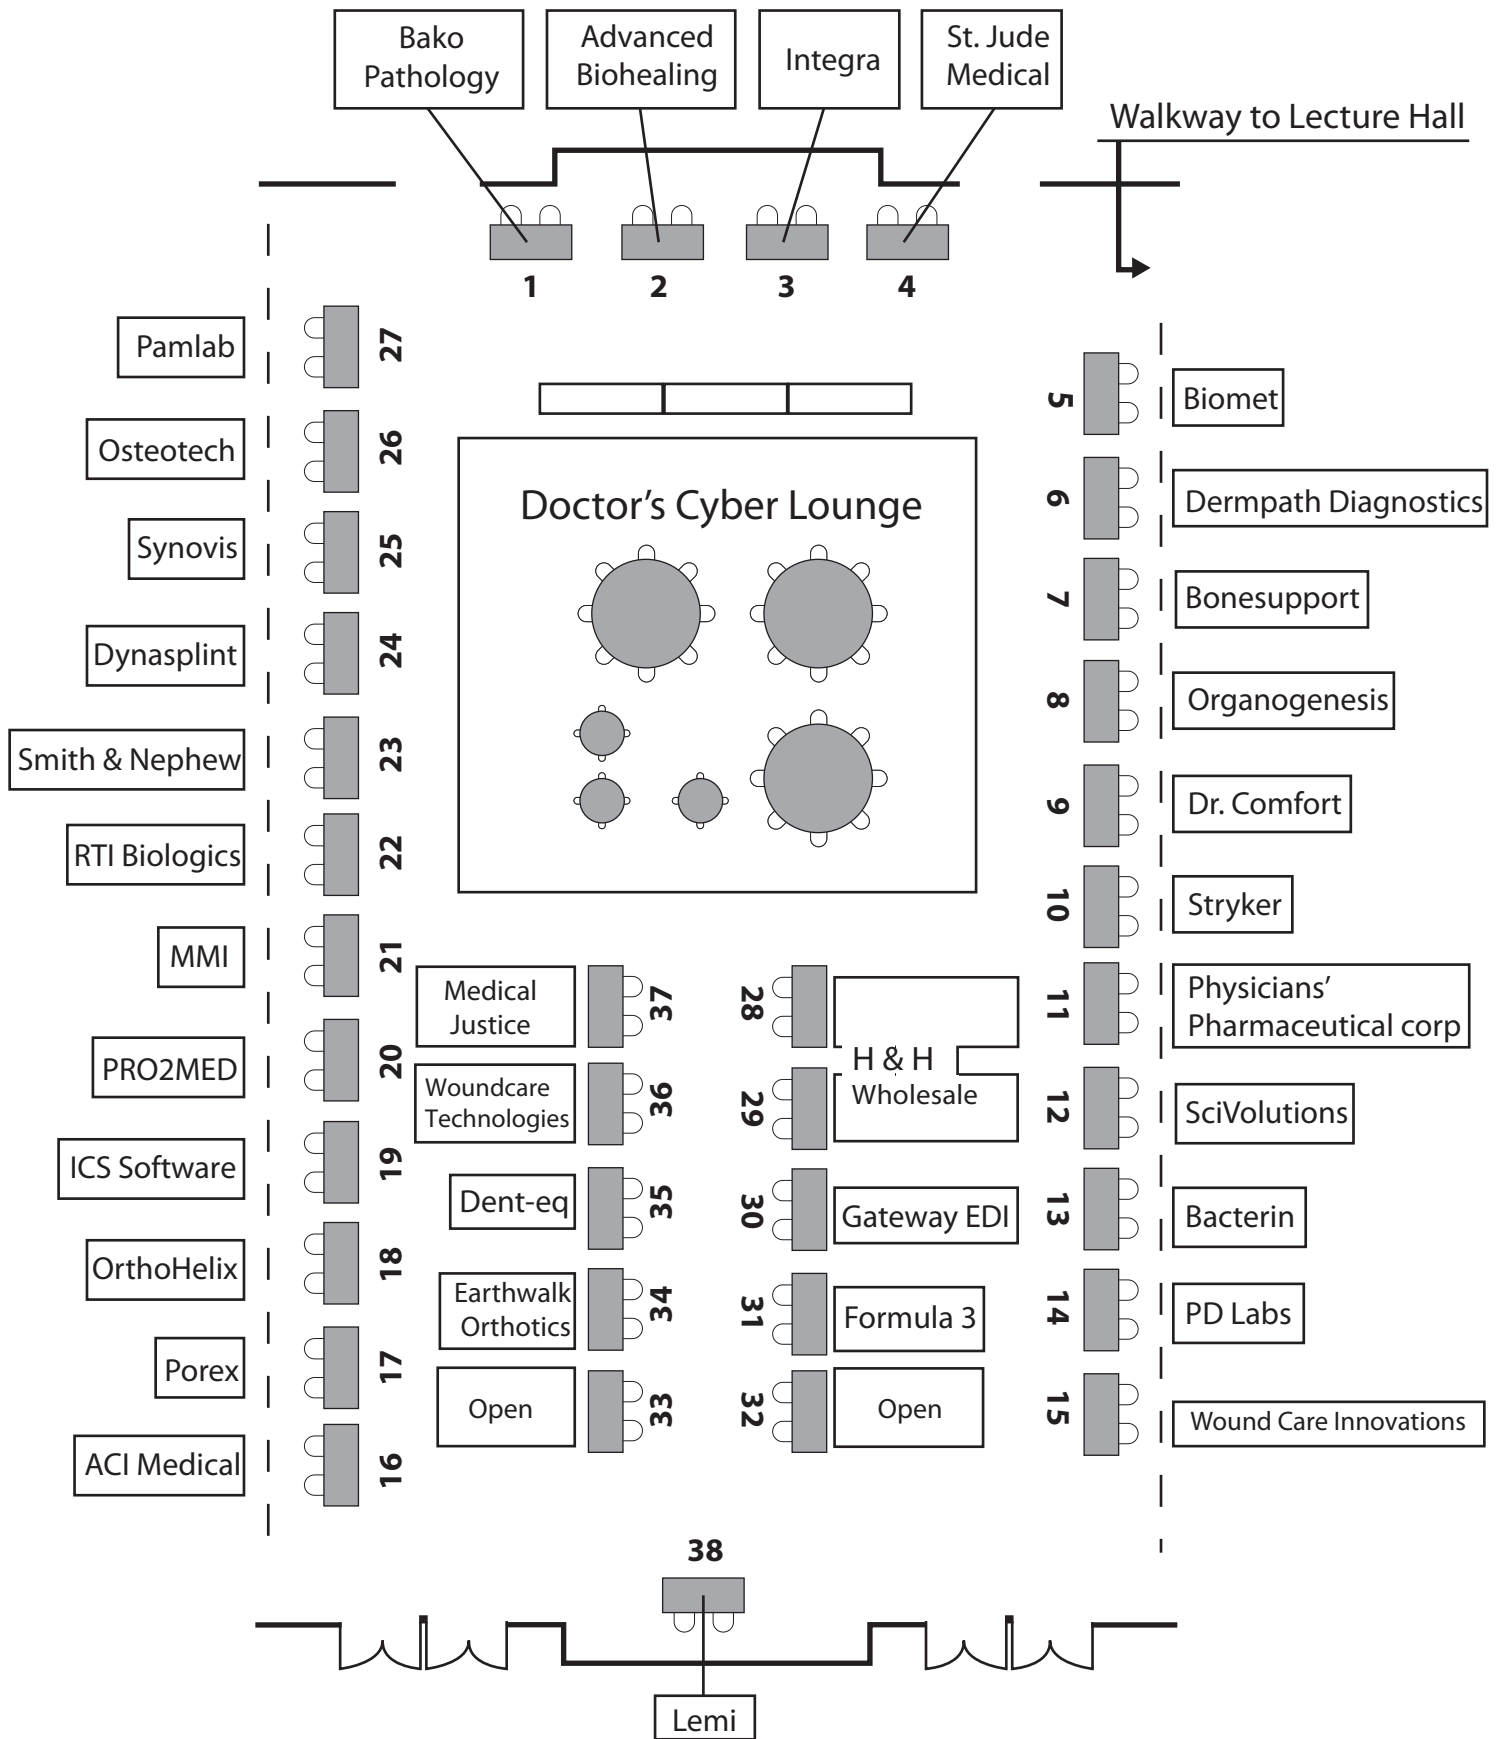 Bako
Pathology
Advanced
Biohealing
Integra
St. Jude
Medical
Walkway to Lecture Hall
1
2
3
4
Pamlab
27
Osteotech
26
Synovis
25
Dynasplint
24
Smith & Nephew
23
RTI Biologics
22
MMI
21
PRO2MED
20
ICS Software
19
OrthoHelix
18
Porex
17
ACI Medical
16
Doctor’s Cyber Lounge
Medical
Justice
37
Woundcare
Technologies
36
Dent-eq
35
Earthwalk
Orthotics
34
Open
33
28
H & H
Wholesale
29
30
Gateway EDI
31
Formula 3
32
Open
5
Biomet
6
Dermpath Diagnostics
7
Bonesupport
8
Organogenesis
9
Dr. Comfort
10
Stryker
11
Physicians’
Pharmaceutical corp
12
SciVolutions
13
Bacterin
14
PD Labs
15
Wound Care Innovations
38
Lemi